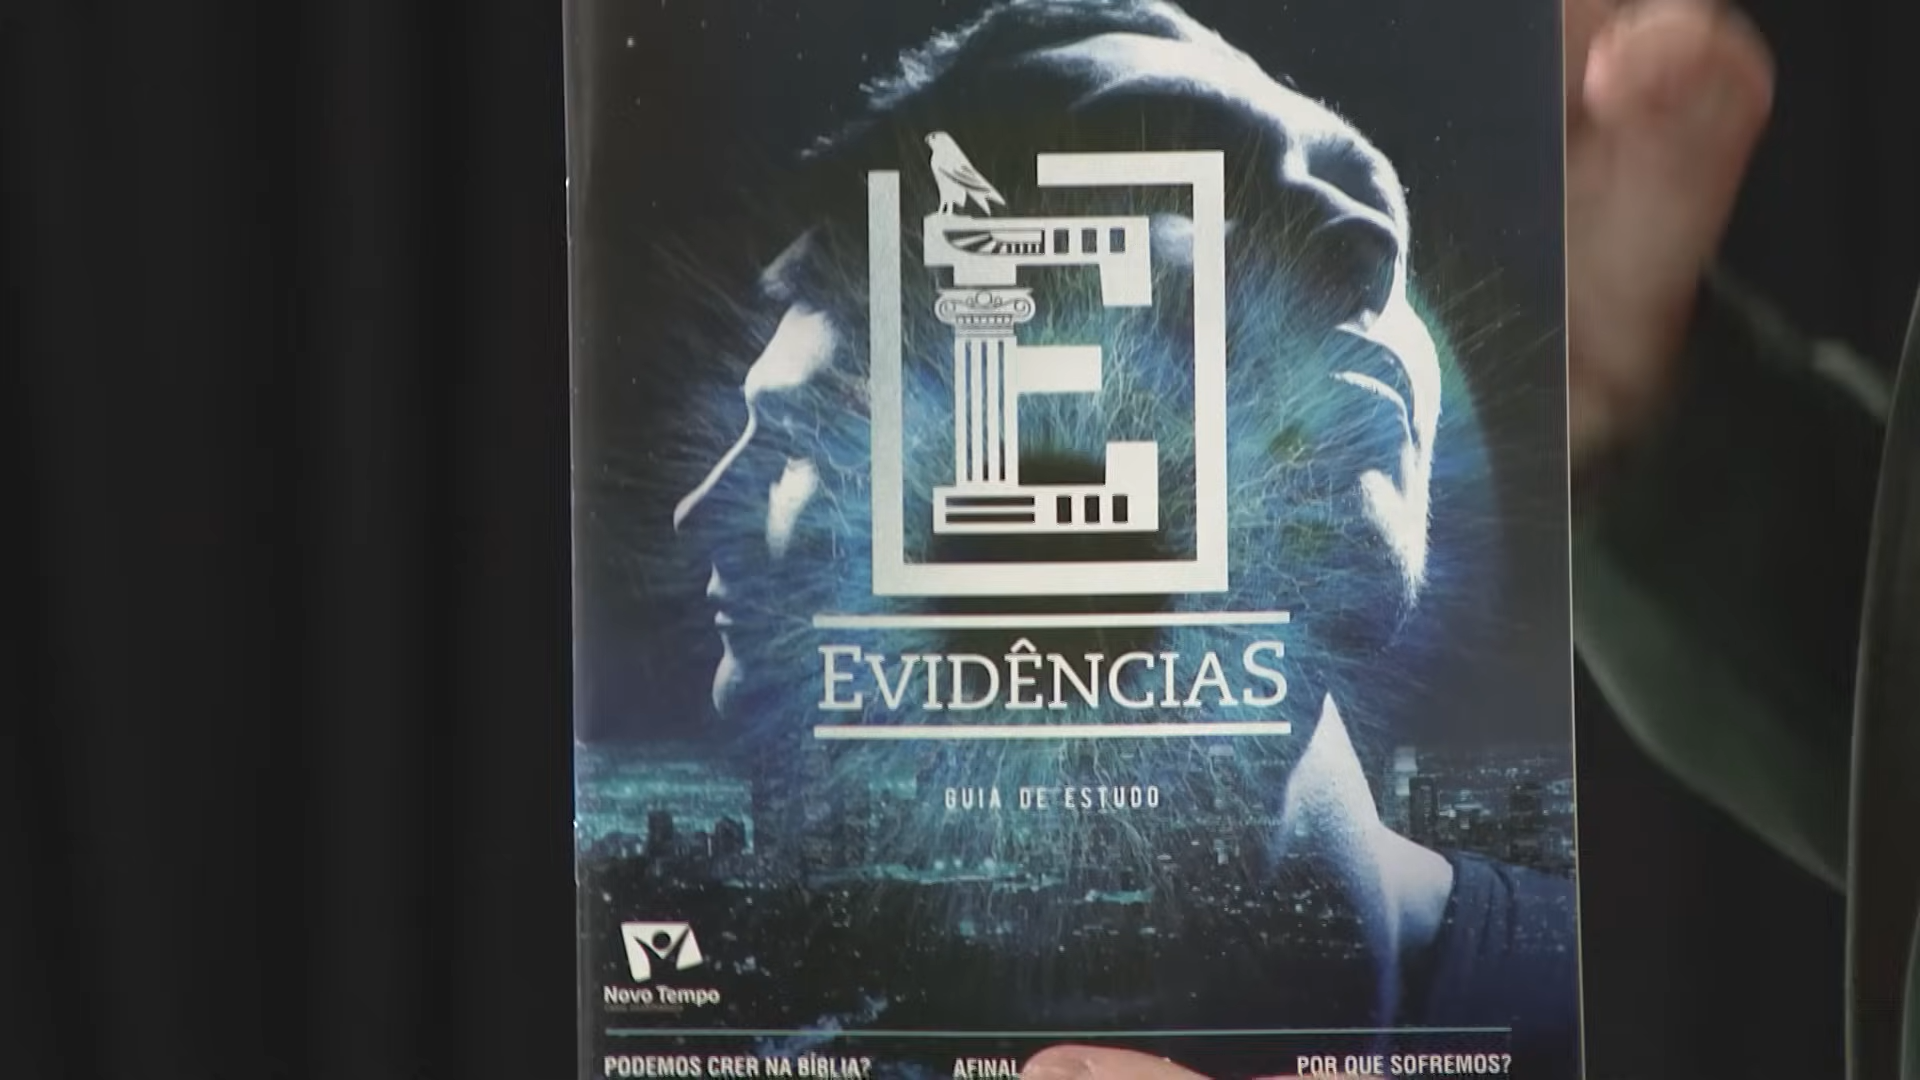 EVIDÊNCIAS
GUIA DE ESTUDO
Novo Tempo
PODEMOS CRER NA BÍBLIA? AFINAL POR QUE SOFREMOS?